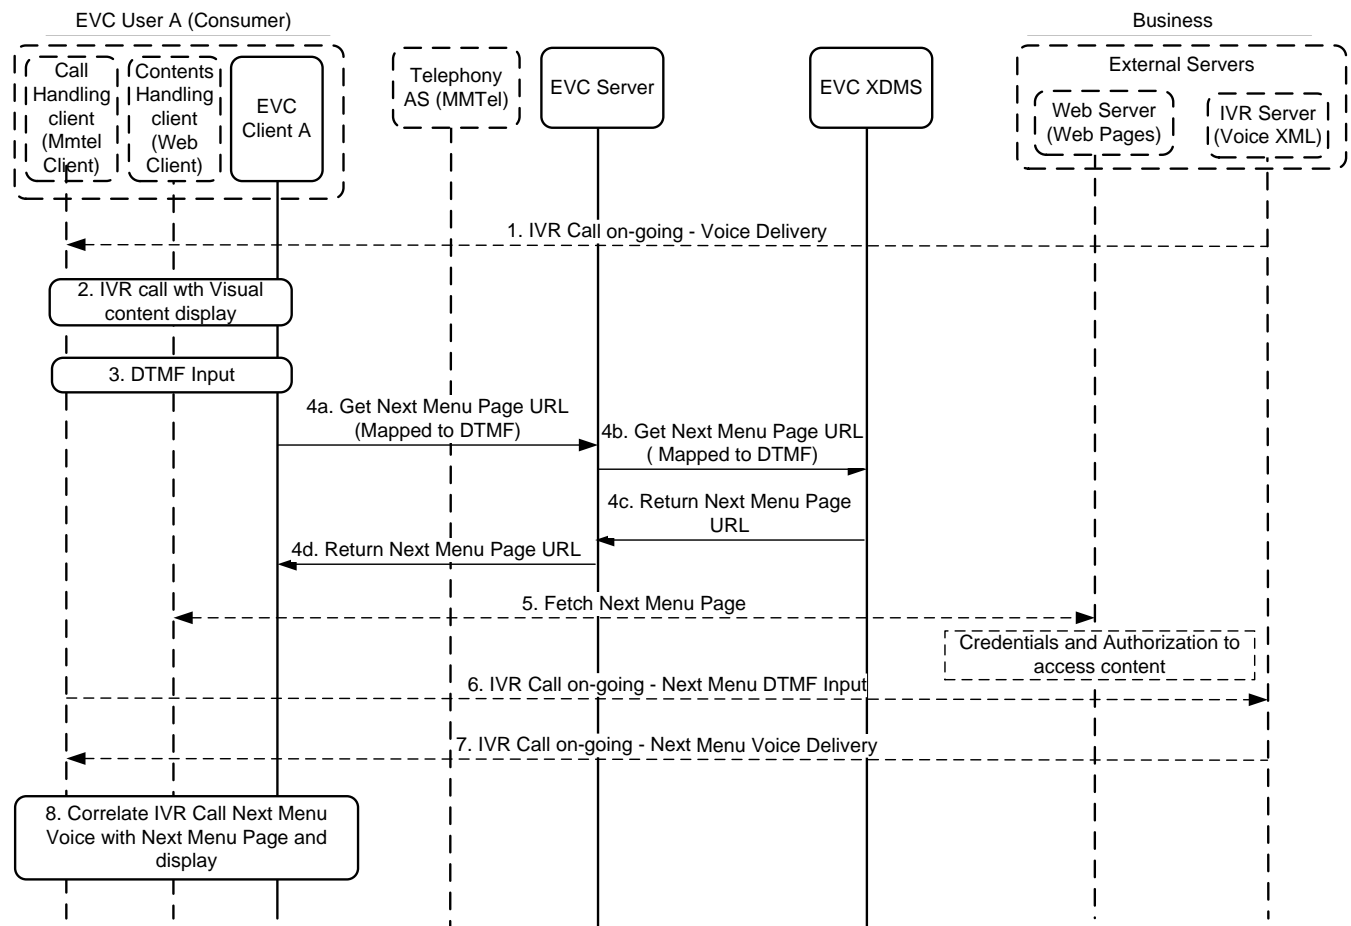 EVC User A (Consumer)
Business
Call
Handling
client
(Mmtel
Client)
Contents
Handling
client
(Web
Client)
EVC
Client A
Telephony
AS (MMTel)
EVC Server
EVC XDMS
External Servers
Web Server
(Web Pages)
IVR Server
(Voice XML)
1. IVR Call on-going - Voice Delivery
2. IVR call wth Visual
content display
3. DTMF Input
4a. Get Next Menu Page URL
(Mapped to DTMF)
4b. Get Next Menu Page URL
( Mapped to DTMF)
4c. Return Next Menu Page
URL
4d. Return Next Menu Page URL
5. Fetch Next Menu Page
Credentials and Authorization to
access content
6. IVR Call on-going - Next Menu DTMF Input
7. IVR Call on-going - Next Menu Voice Delivery
8. Correlate IVR Call Next Menu
Voice with Next Menu Page and
display